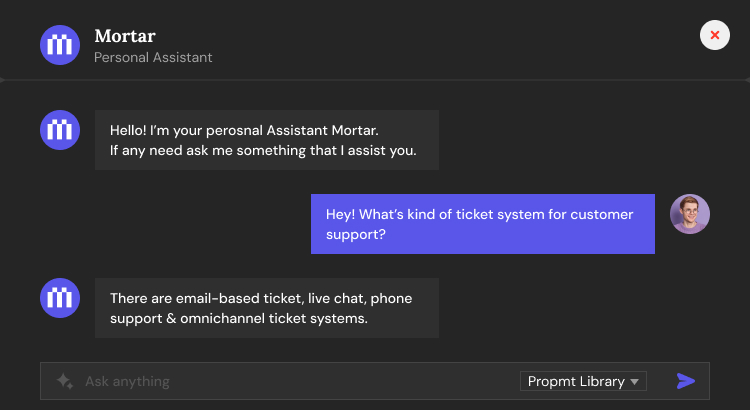 Mortar
Personal Assistant
Hello! I’m your perosnal Assistant Mortar.
If any need ask me something that I assist you.
Hey! What’s kind of ticket system for customer
support?
There are email-based ticket, live chat, phone
support & omnichannel ticket systems.
Ask anything
Propmt Library